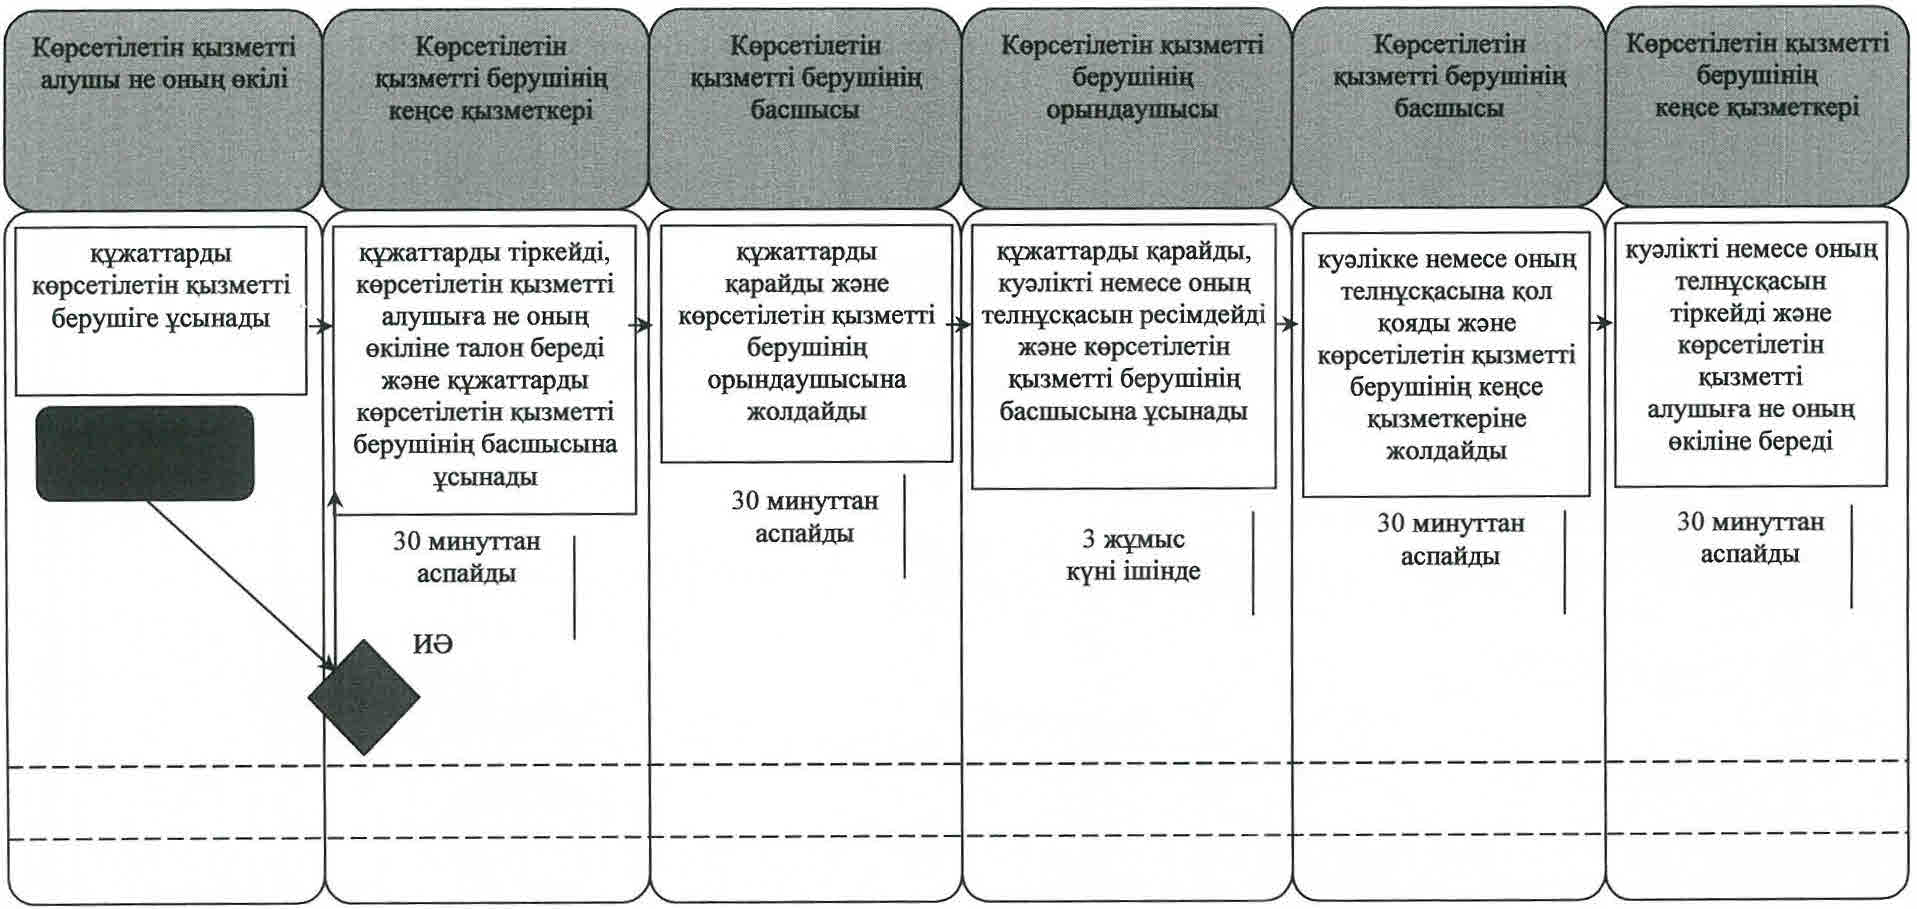 Көрсетілетін қызметті
алушы не оның өкілі
Көрсетілетін
қызметті берушінің
кеңсе қызметкері
Көрсетілетін
қызметті берушінің
басшысы
Көрсетілетін қызметті
берушінің
орындаушысы
Көрсетілетін
қызметті берушінің
басшысы
Көрсетілетін қызметті
берушінің
кеңсе қызметкері
құжаттарды
көрсетілетін қызметті
берушіге ұсынады
құжаттарды тіркейді,
көрсетілетін қызметті
алушыға не оның
өкіліне талон береді
және құжаттарды
көрсетілетін қызметті
берушінің басшысына
ұсынады
30 минуттан
аспайды
ИӘ
құжаттарды
қарайды және
көрсетілетін қызметті
берушінің
орындаушысына
жолдайды
30 минуттан
аспайды
құжаттарды қарайды,
куәлікті немесе оның
телнұсқасын ресімдейді
және көрсетілетін
қызметті берушінің
басшысына ұсынады
3 жұмыс
күні ішінде
куәлікке немесе оның
телнұсқасына қол
қояды және
көрсетілетін қызметті
берушінің кеңсе
қызметкеріне
жолдайды
30 минуттан
аспайды
куәлікті немесе оның
телнұсқасын
тіркейді және
көрсетілетін
қызметті
алушыға не оның
өкіліне береді
30 минуттан
аспайды